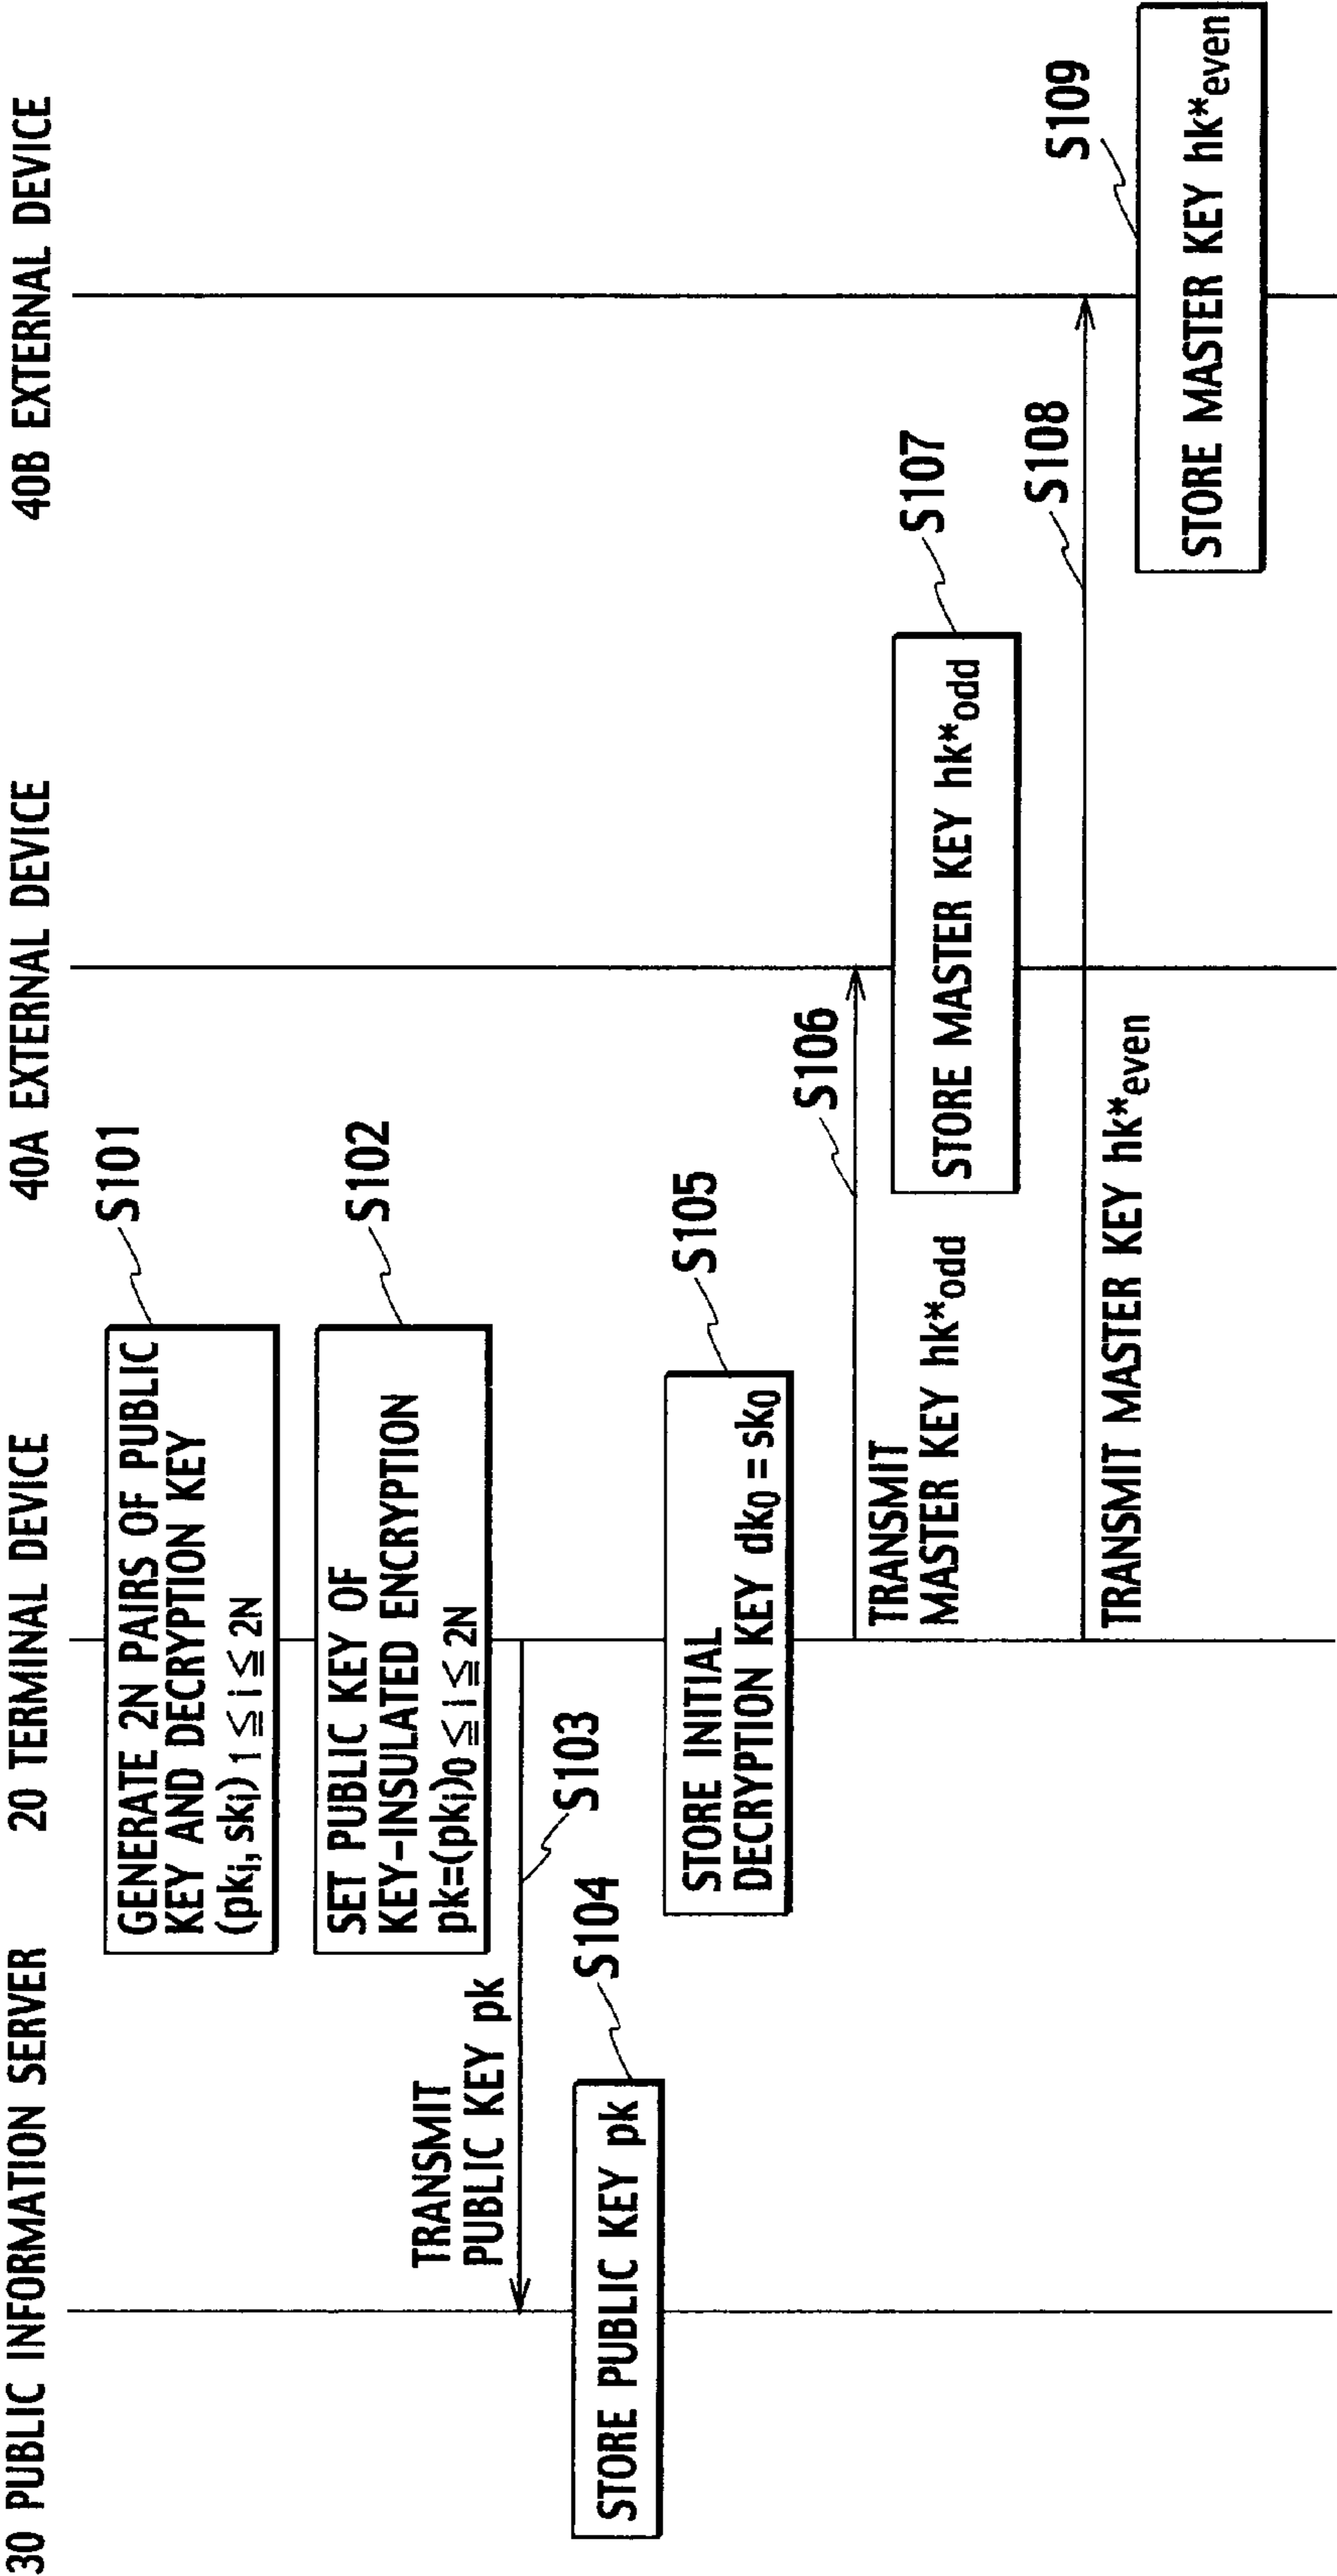 30 PUBLIC INFORMATION SERVER
20 TERMINAL DEVICE
40A EXTERNAL DEVICE
40B EXTERNAL DEVICE
S101
GENERATE 2N PAIRS OF PUBLIC
KEY AND DECRYPTION KEY
(pki, ski) 1≦i≦2N
S102
SET PUBLIC KEY OF
KEY-INSULATED ENCRYPTION
pk=(pki)0≦i≦2N
TRANSMIT
PUBLIC KEY pk
S103
S104
STORE PUBLIC KEY pk
S105
STORE INITIAL
DECRYPTION KEY dk0=sk0
S106
TRANSMIT
MASTER KEY hk*odd
S107
STORE MASTER KEY hk*odd
S108
TRANSMIT MASTER KEY hk*even
S109
STORE MASTER KEY hk*even